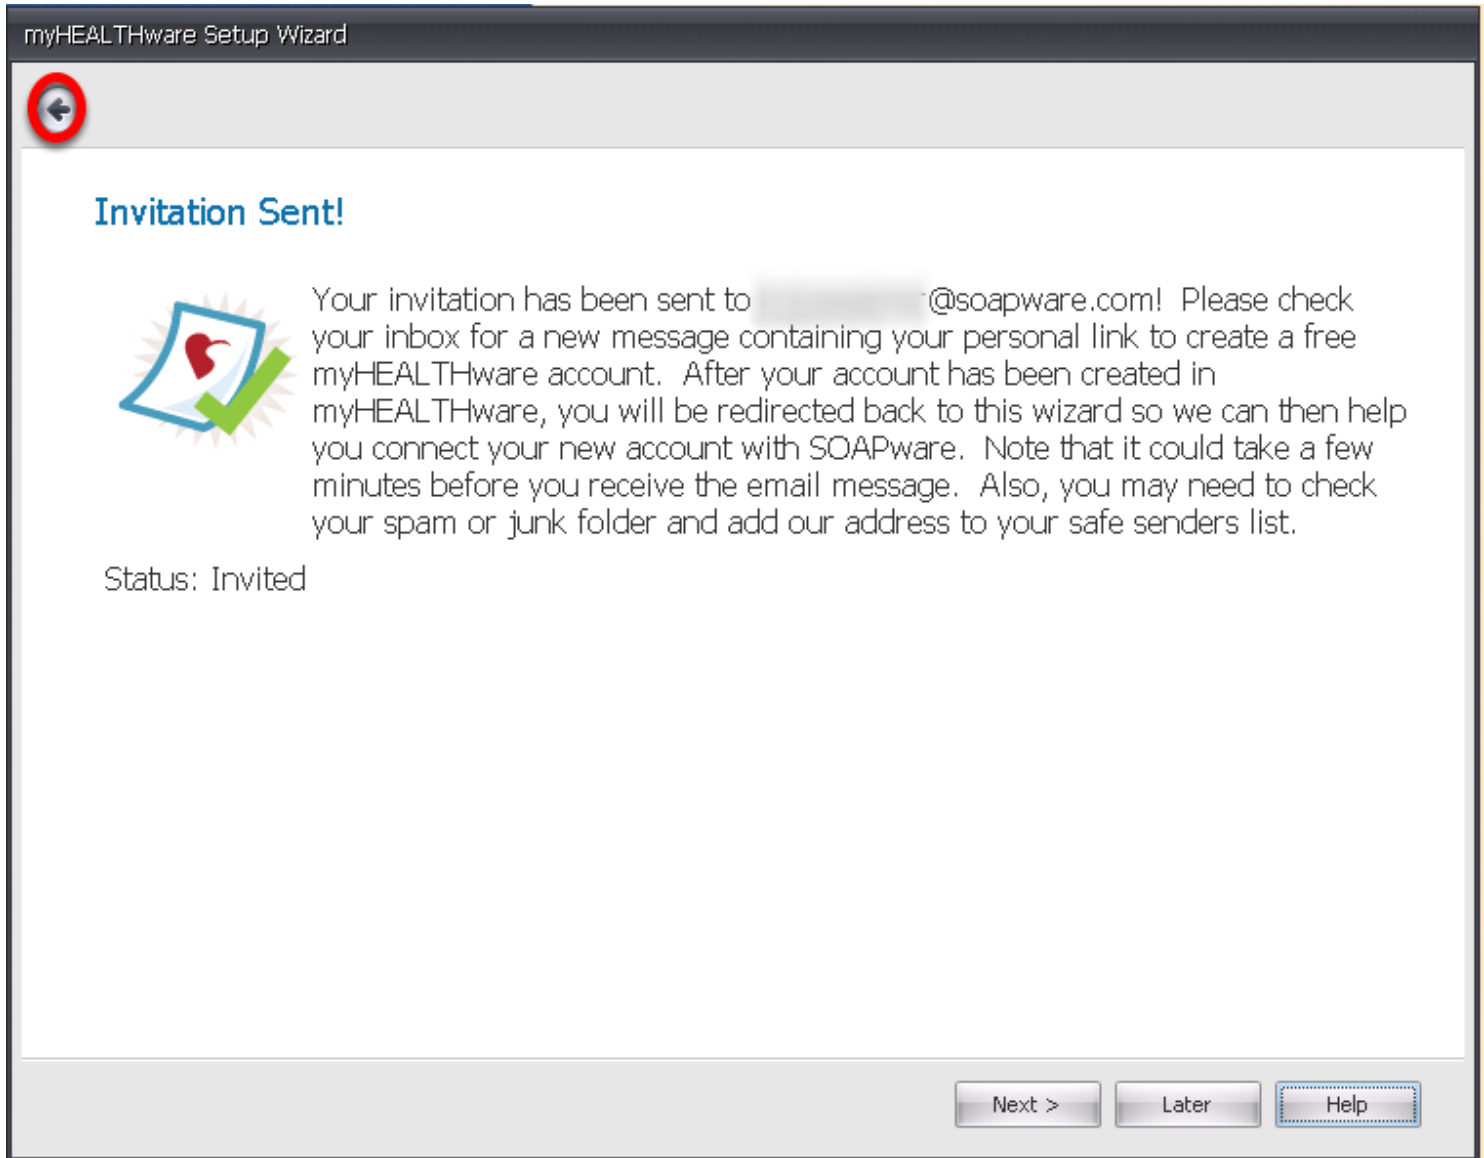 myHEALTHware Setup Wizard
Invitation Sent!
Your invitation has been sent to @soapware.com! Please check
your inbox for a new message containing your personal link to create a free
myHEALTHware account. After your account has been created in
myHEALTHware, you will be redirected back to this wizard so we can then help
you connect your new account with SOAPware. Note that it could take a few
minutes before you receive the email message. Also, you may need to check
your spam or junk folder and add our address to your safe senders list.
Status: Invited
Next > Later Help